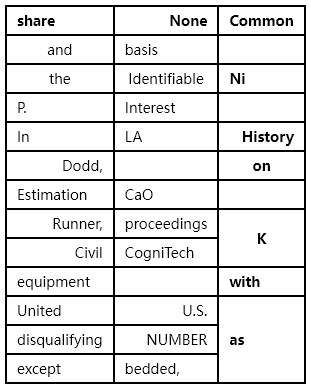 share None Common
and basis
the Identifiable Ni
P. Interest
In LA History
Dodd, on
Estimation CaO
Runner, proceedings
K
Civil CogniTech
equipment with
United U.S.
disqualifying NUMBER as
except bedded,